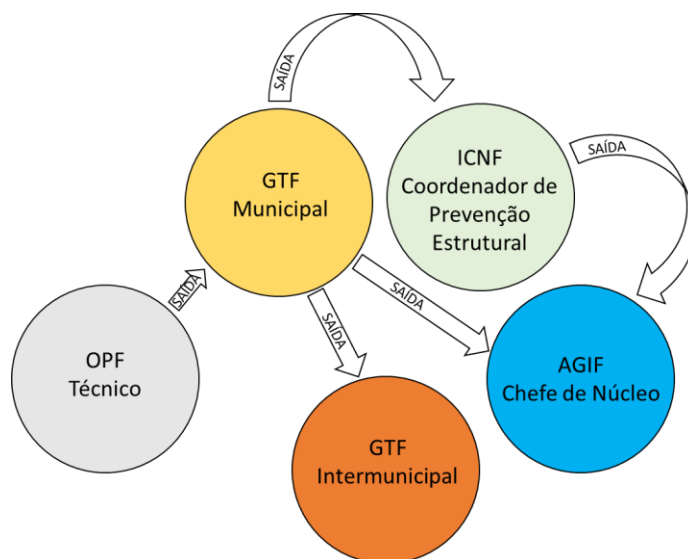 SAÍDA
GTF
Municipal
ICNF
Coordenador de
Prevenção
Estrutural
SAÍDA
SAÍDA
SAÍDA
SAÍDA
OPF
Técnico
AGIF
Chefe de Núcleo
GTF
Intermunicipal